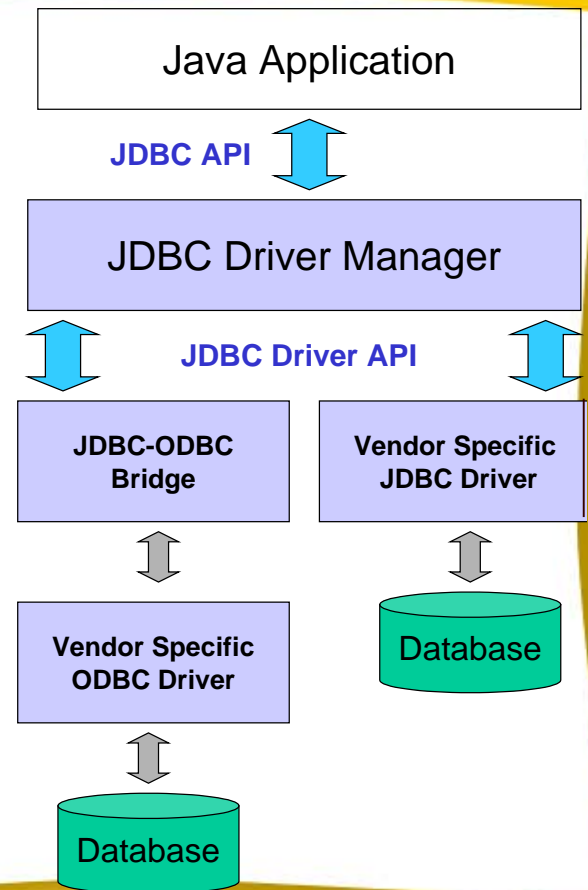 Java Application
JDBC API
JDBC Driver Manager
JDBC Driver API
JDBC-ODBC
Bridge
Vendor Specific
JDBC Driver
Vendor Specific
ODBC Driver
Database
Database